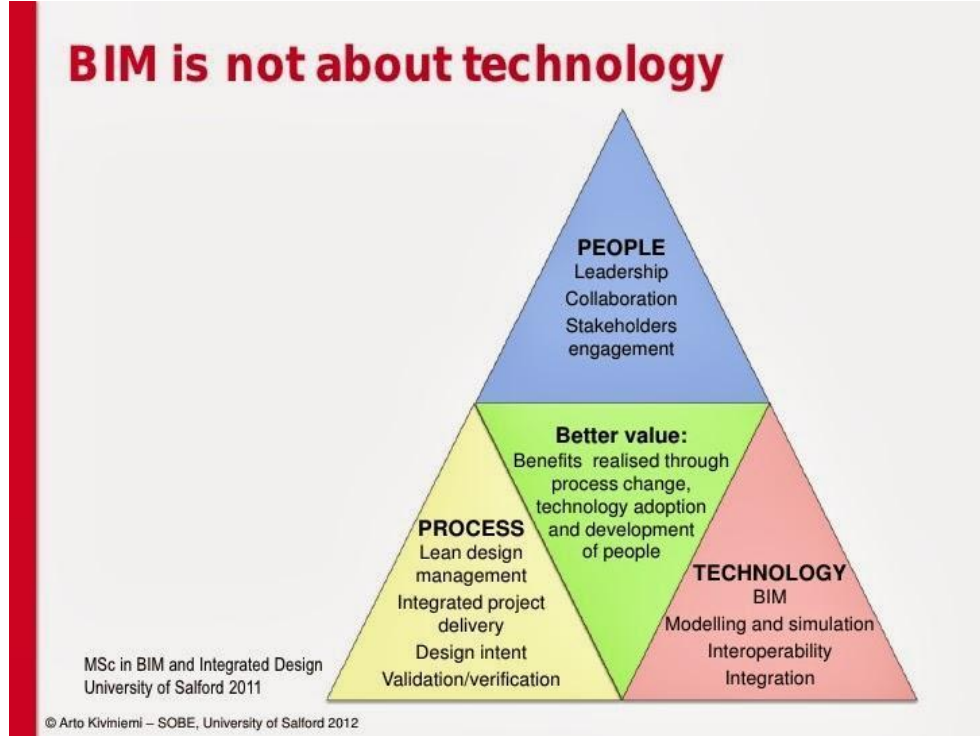 BIM is not about technology
PEOPLE
Leadership
Collaboration
Stakeholders
engagement
Better value:
Benefits realised through
process change,
technology adoption
and development
of people
PROCESS
Lean design
management
Integrated project
delivery
Design intent
Validation/verification
TECHNOLOGY
BIM
Modelling and simulation
Interoperability
Integration
MSc in BIM and Integrated Design
University of Salford 2011
© Arto Kiviniemi – SOBE, University of Salford 2012